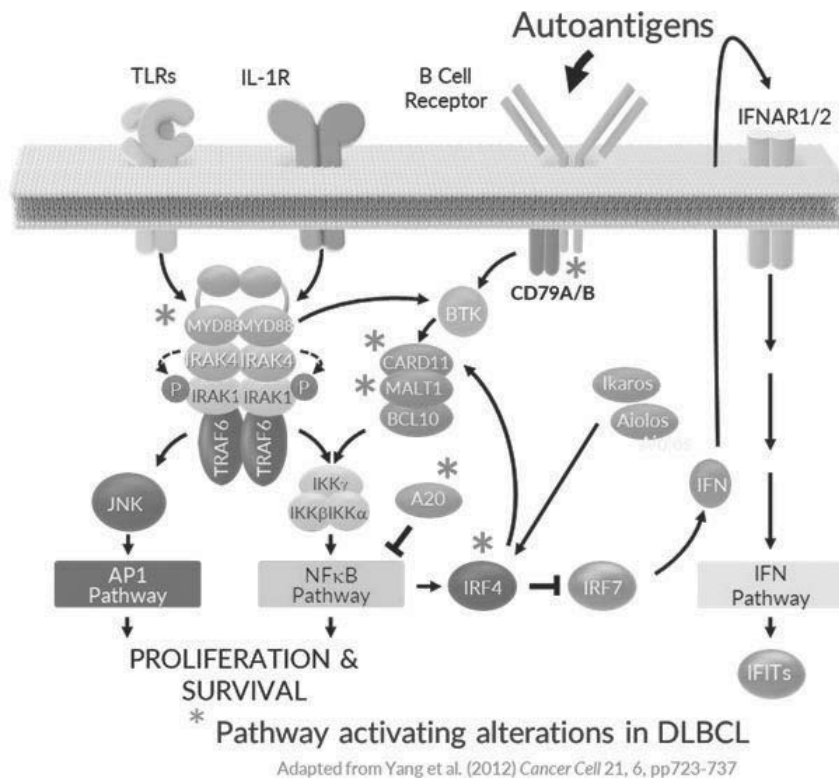 Autoantigens
TLRs
IL-1R
B Cell
Receptor
IFNAR1/2
CD79A/B
*
*
MYD88
MYD88
BTK
IRAK4
IRAK4
*
CARD11
P
IRAK1
IRAK1
P
*
MALT1
BCL10
Ikaros
Aiolos
TRAF6
TRAF6
JNK
IKKγ
IKKβ
IKKα
*
A20
IFN
AP1
Pathway
NFκB
Pathway
*
IRF4
IRF7
IFN
Pathway
PROLIFERATION &
SURVIVAL
IFITs
* Pathway activating alterations in DLBCL
Adapted from Yang et al. (2012) Cancer Cell 21, 6, pp723-737